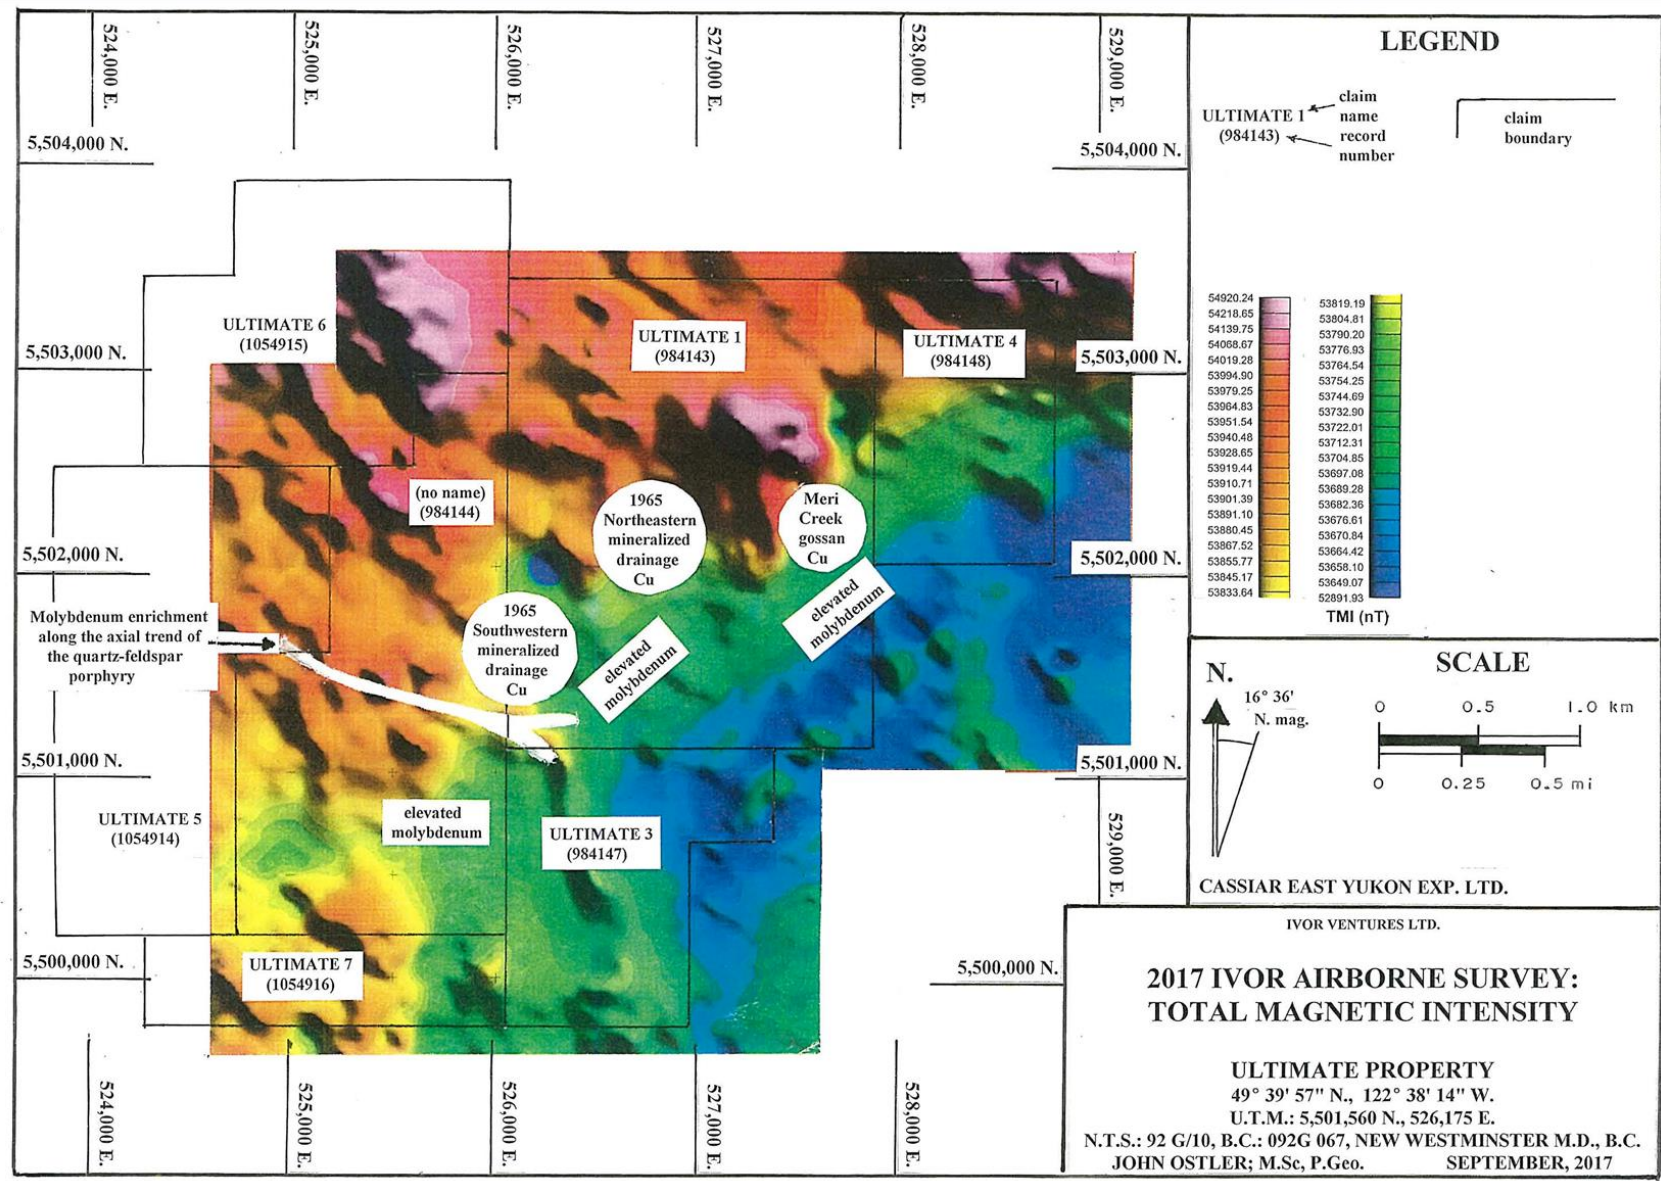 524,000 E.
525,000 E.
526,000 E.
527,000 E.
528,000 E.
529,000 E.
5,504,000 N.
5,504,000 N.
ULTIMATE 6
(1054915)
ULTIMATE 1
(984143)
ULTIMATE 4
(984148)
5,503,000 N.
5,503,000 N.
(no name)
(984144)
1965
Northeastern
mineralized
drainage
Cu
Meri
Creek
gossan
Cu
5,502,000 N.
5,502,000 N.
elevated
molybdenum
Molybdenum enrichment
along the axial trend of
the quartz-feldspar
porphyry
1965
Southwestern
mineralized
drainage
Cu
elevated
molybdenum
5,501,000 N.
5,501,000 N.
ULTIMATE 5
(1054914)
elevated
molybdenum
ULTIMATE 3
(984147)
529,000 E.
ULTIMATE 7
(1054916)
5,500,000 N.
5,500,000 N.
524,000 E.
525,000 E.
526,000 E.
527,000 E.
528,000 E.
LEGEND
ULTIMATE 1
(984143)
claim
name
record
number
claim
boundary
54920.24
54218.65
54139.75
54068.67
54019.28
53994.90
53979.25
53964.83
53951.54
53940.48
53928.65
53919.44
53910.71
53901.39
53891.10
53880.45
53867.52
53855.77
53845.17
53833.64
53819.19
53804.81
53790.20
53776.93
53764.54
53754.25
53744.69
53732.90
53722.01
53712.31
53704.85
53697.08
53689.28
53682.36
53676.61
53670.84
53664.42
53658.10
53649.07
52891.93
TMI (nT)
N.
16° 36'
N. mag.
SCALE
0 0.5 1.0 km
0 0.25 0.5 mi
CASSIAR EAST YUKON EXP. LTD.
IVOR VENTURES LTD.
2017 IVOR AIRBORNE SURVEY:
TOTAL MAGNETIC INTENSITY
ULTIMATE PROPERTY
49° 39' 57" N., 122° 38' 14" W.
U.T.M.: 5,501,560 N., 526,175 E.
N.T.S.: 92 G/10, B.C.: 092G 067, NEW WESTMINSTER M.D., B.C.
JOHN OSTLER; M.Sc, P.Geo. SEPTEMBER, 2017